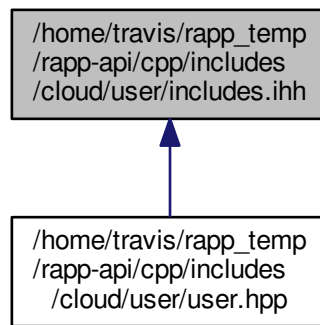 /home/travis/rapp_temp
/rapp-api/cpp/includes
/cloud/user/includes.ihh
/home/travis/rapp_temp
/rapp-api/cpp/includes
/cloud/user/user.hpp